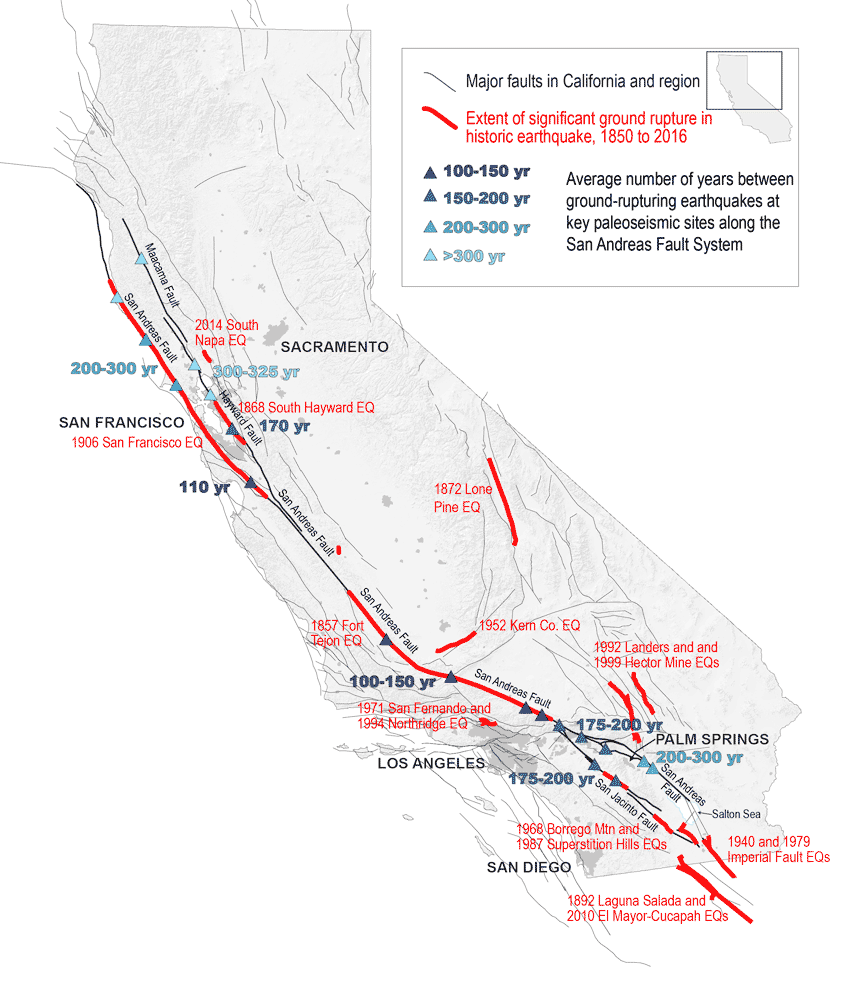 Major faults in California and region
Extent of significant ground rupture in
historic earthquake, 1850 to 2016
100-150 yr
150-200 yr
200-300 yr
>300 yr
Average number of years between
ground-rupturing earthquakes at
key paleoseismic sites along the
San Andreas Fault System
Maacama Fault
San Andreas Fault
2014 South
Napa EQ
SACRAMENTO
200-300 yr
300-325 yr
Hayward Fault
1868 South Hayward EQ
SAN FRANCISCO
170 yr
1906 San Francisco EQ
110 yr
San Andreas Fault
1872 Lone
Pine EQ
San Andreas Fault
1857 Fort
Tejon EQ
1952 Kern Co. EQ
1992 Landers and and
1999 Hector Mine EQs
100-150 yr
San Andreas Fault
1971 San Fernando and
1994 Northridge EQ
175-200 yr
PALM SPRINGS
200-300 yr
LOS ANGELES
175-200 yr
San Andreas
Fault
San Jacinto Fault
Salton Sea
1968 Borrego Mtn and
1987 Superstition Hills EQs
1940 and 1979
Imperial Fault EQs
SAN DIEGO
1892 Laguna Salada and
2010 El Mayor-Cucapah EQs